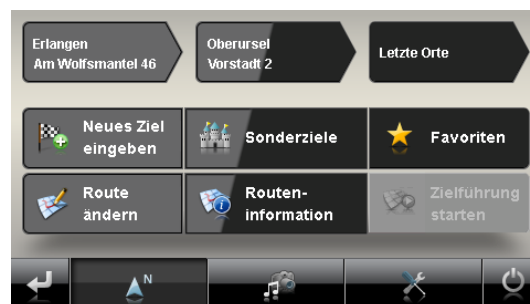 Erlangen
Am Wolfsmantel 46
Oberursel
Vorstadt 2
Letzte Orte
Neues Ziel
eingeben
Sonderziele
Favoriten
Route
ändern
Routen-
information
Zielführung
starten
N